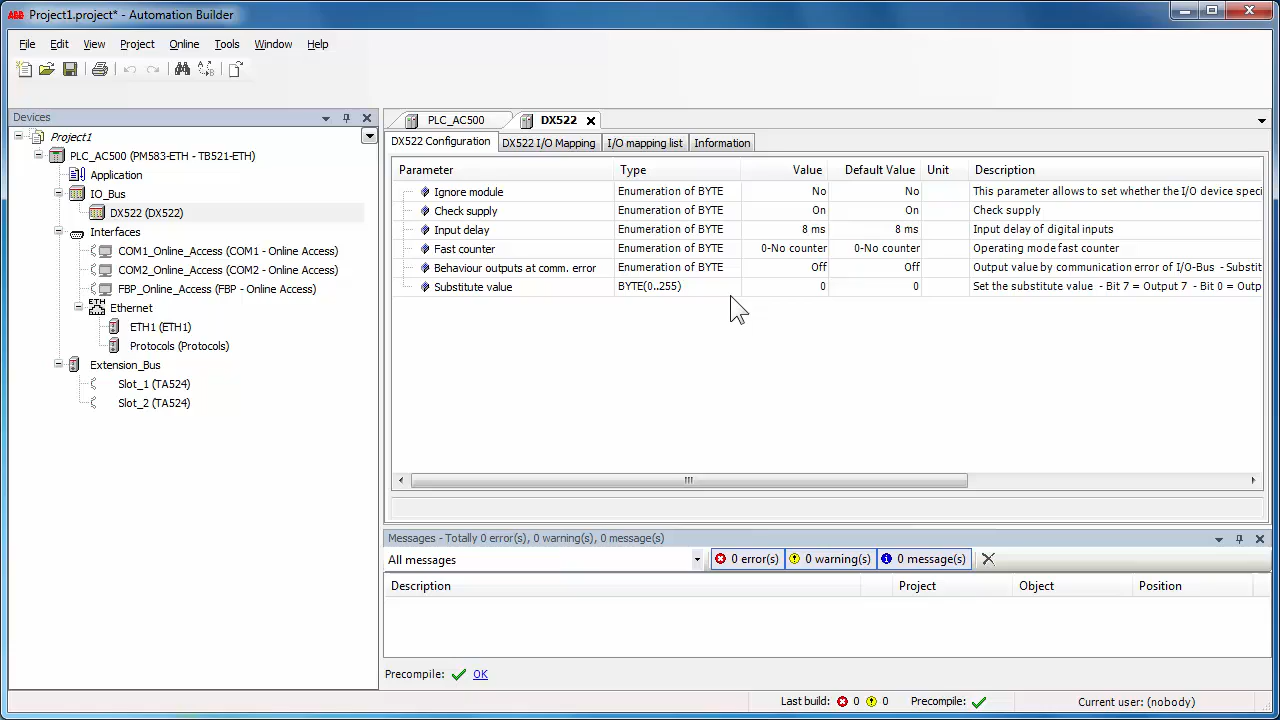 ABB Project1.project* - Automation Builder
File Edit View Project Online Tools Window Help
Devices
Project1
PLC_AC500 (PM583-ETH - TB521-ETH)
Application
IO_Bus
DX522 (DX522)
Interfaces
COM1_Online_Access (COM1 - Online Access)
COM2_Online_Access (COM2 - Online Access)
FBP_Online_Access (FBP - Online Access)
ETH Ethernet
ETH1 (ETH1)
Protocols (Protocols)
Extension_Bus
Slot_1 (TA524)
Slot_2 (TA524)
PLC_AC500 DX522
DX522 Configuration DX522 I/O Mapping I/O mapping list Information
Parameter Type Value Default Value Unit Description
Ignore module Enumeration of BYTE No No This parameter allows to set whether the I/O device speci
Check supply Enumeration of BYTE On On Check supply
Input delay Enumeration of BYTE 8 ms 8 ms Input delay of digital inputs
Fast counter Enumeration of BYTE 0-No counter 0-No counter Operating mode fast counter
Behaviour outputs at comm. error Enumeration of BYTE Off Off Output value by communication error of I/O-Bus - Substit
Substitute value BYTE(0..255) 0 0 Set the substitute value - Bit 7 = Output 7 - Bit 0 = Outp
Messages - Totally 0 error(s), 0 warning(s), 0 message(s)
All messages 0 error(s) 0 warning(s) 0 message(s)
Description Project Object Position
Precompile: OK
Last build: 0 0 Precompile: Current user: (nobody)